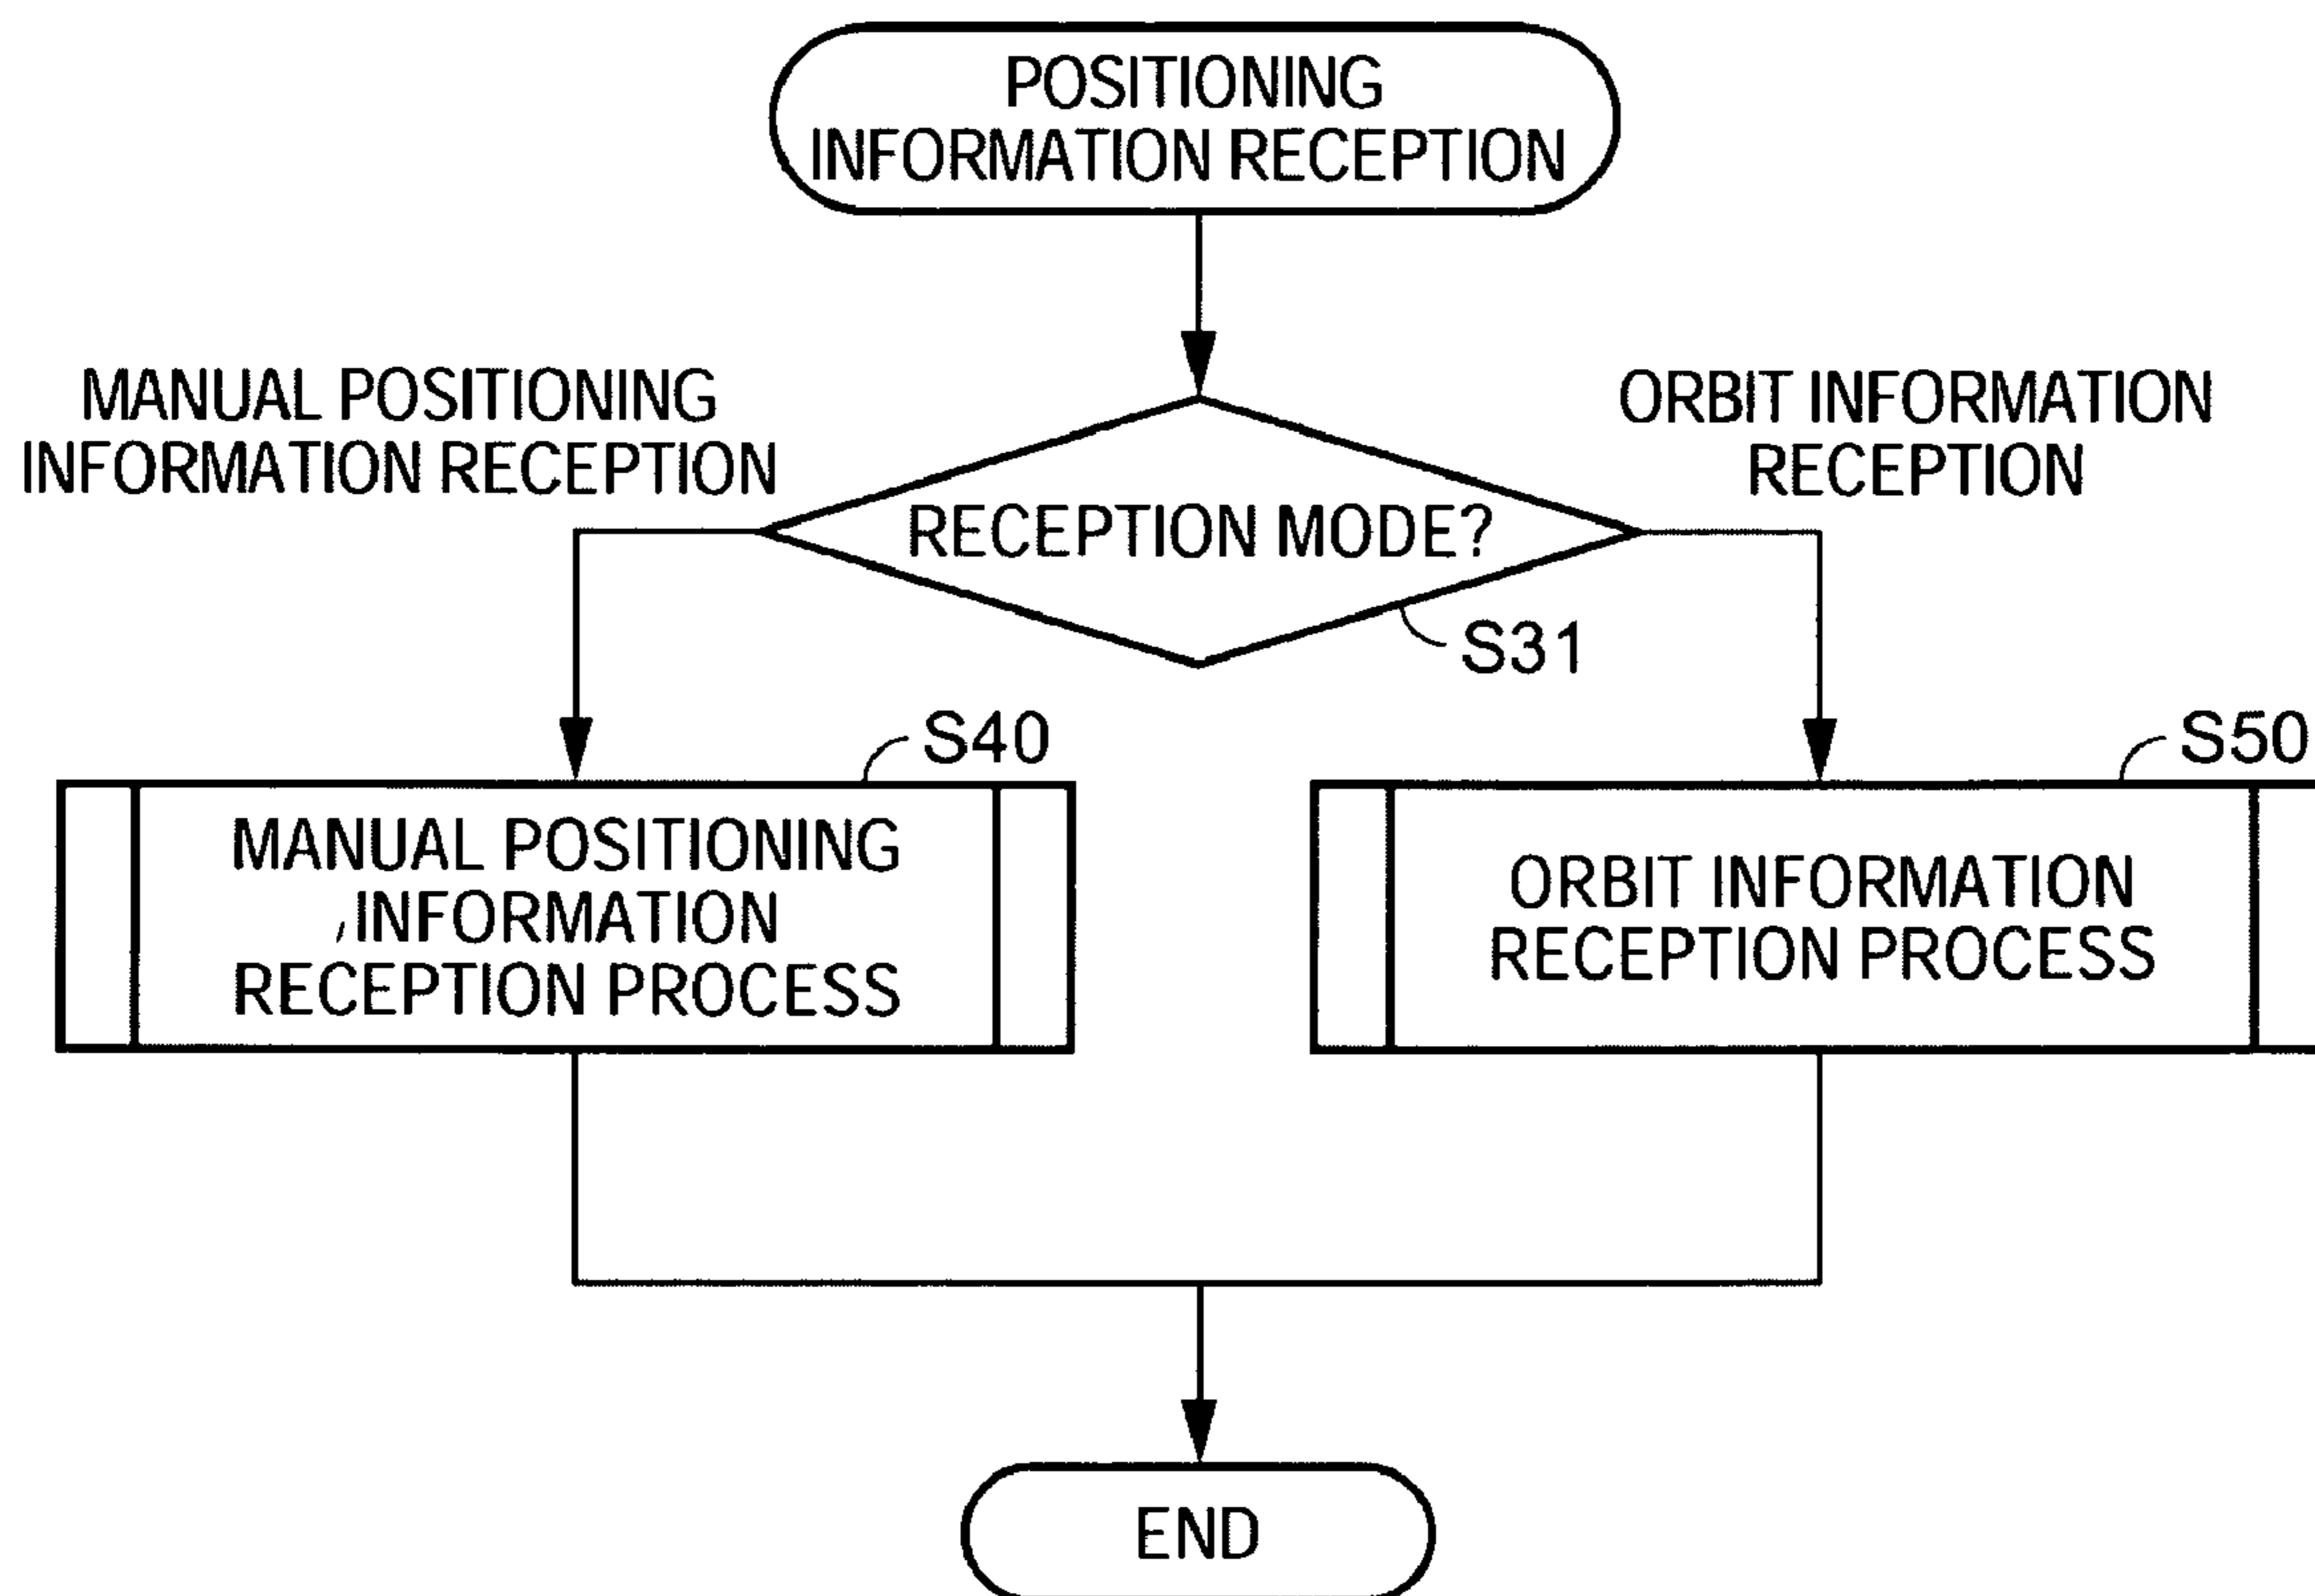 POSITIONING
INFORMATION RECEPTION
MANUAL POSITIONING
INFORMATION RECEPTION
ORBIT INFORMATION
RECEPTION
RECEPTION MODE?
S31
S40
S50
MANUAL POSITIONING
INFORMATION
RECEPTION PROCESS
ORBIT INFORMATION
RECEPTION PROCESS
END